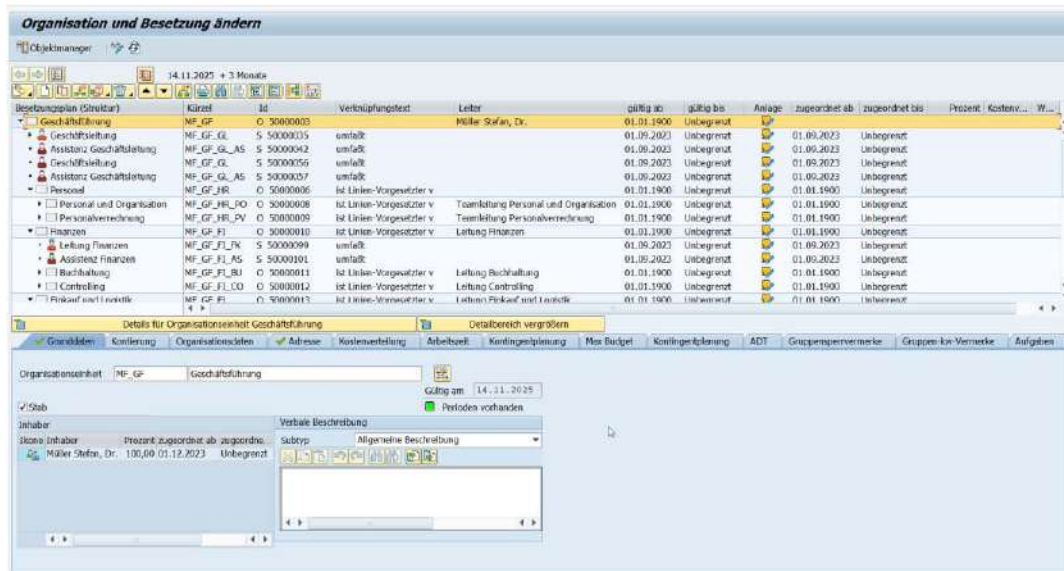 Organisation und Besetzung ändern
Objektmanager
14.11.2025 + 3 Monate
Besetzungsplan (Struktur) Kürzel Id Verknüpfungstext Leiter gültig ab gültig bis Anlage zugeordnet ab zugeordnet bis Prozent Kostenv... W...
Geschäftsführung MF_GF O 50000003 Müller Stefan, Dr. 01.01.1900 Unbegrenzt
Geschäftsleitung MF_GF_GL S 50000035 umfaßt 01.09.2023 Unbegrenzt 01.09.2023 Unbegrenzt
Assistenz Geschäftsleitung MF_GF_GL_AS S 50000042 umfaßt 01.09.2023 Unbegrenzt 01.09.2023 Unbegrenzt
Geschäftsleitung MF_GF_GL S 50000056 umfaßt 01.09.2023 Unbegrenzt 01.09.2023 Unbegrenzt
Assistenz Geschäftsleitung MF_GF_GL_AS S 50000057 umfaßt 01.09.2023 Unbegrenzt 01.09.2023 Unbegrenzt
Personal MF_GF_HR O 50000006 ist Linien-Vorgesetzter v 01.01.1900 Unbegrenzt 01.01.1900 Unbegrenzt
Personal und Organisation MF_GF_HR_PO O 50000008 ist Linien-Vorgesetzter v Teamleitung Personal und Organisation 01.01.1900 Unbegrenzt 01.01.1900 Unbegrenzt
Personalverrechnung MF_GF_HR_PV O 50000009 ist Linien-Vorgesetzter v Teamleitung Personalverrechnung 01.01.1900 Unbegrenzt 01.01.1900 Unbegrenzt
Finanzen MF_GF_FI O 50000010 ist Linien-Vorgesetzter v Leitung Finanzen 01.01.1900 Unbegrenzt 01.01.1900 Unbegrenzt
Leitung Finanzen MF_GF_FI_FK S 50000099 umfaßt 01.09.2023 Unbegrenzt 01.09.2023 Unbegrenzt
Assistenz Finanzen MF_GF_FI_AS S 50000101 umfaßt 01.09.2023 Unbegrenzt 01.09.2023 Unbegrenzt
Buchhaltung MF_GF_FI_BU O 50000011 ist Linien-Vorgesetzter v Leitung Buchhaltung 01.01.1900 Unbegrenzt 01.01.1900 Unbegrenzt
Controlling MF_GF_FI_CO O 50000012 ist Linien-Vorgesetzter v Leitung Controlling 01.01.1900 Unbegrenzt 01.01.1900 Unbegrenzt
Einkauf und Logistik MF_GF_EL O 50000013 ist Linien-Vorgesetzter v Leitung Einkauf und Logistik 01.01.1900 Unbegrenzt 01.01.1900 Unbegrenzt
Details für Organisationseinheit Geschäftsführung Detailbereich vergrößern
Grunddaten Kontierung Organisationsdaten Adresse Kostenverteilung Arbeitszeit Kontingentplanung Max Budget Kontingentplanung ADT Gruppensperrvermerke Gruppen-kw-Vermerke Aufgaben
Organisationseinheit MF_GF Geschäftsführung
Gültig am 14.11.2025
Stab Perioden vorhanden
Inhaber Verbale Beschreibung
Ikone Inhaber Prozent zugeordnet ab zugeordne... Subtyp Allgemeine Beschreibung
Müller Stefan, Dr. 100,00 01.12.2023 Unbegrenzt